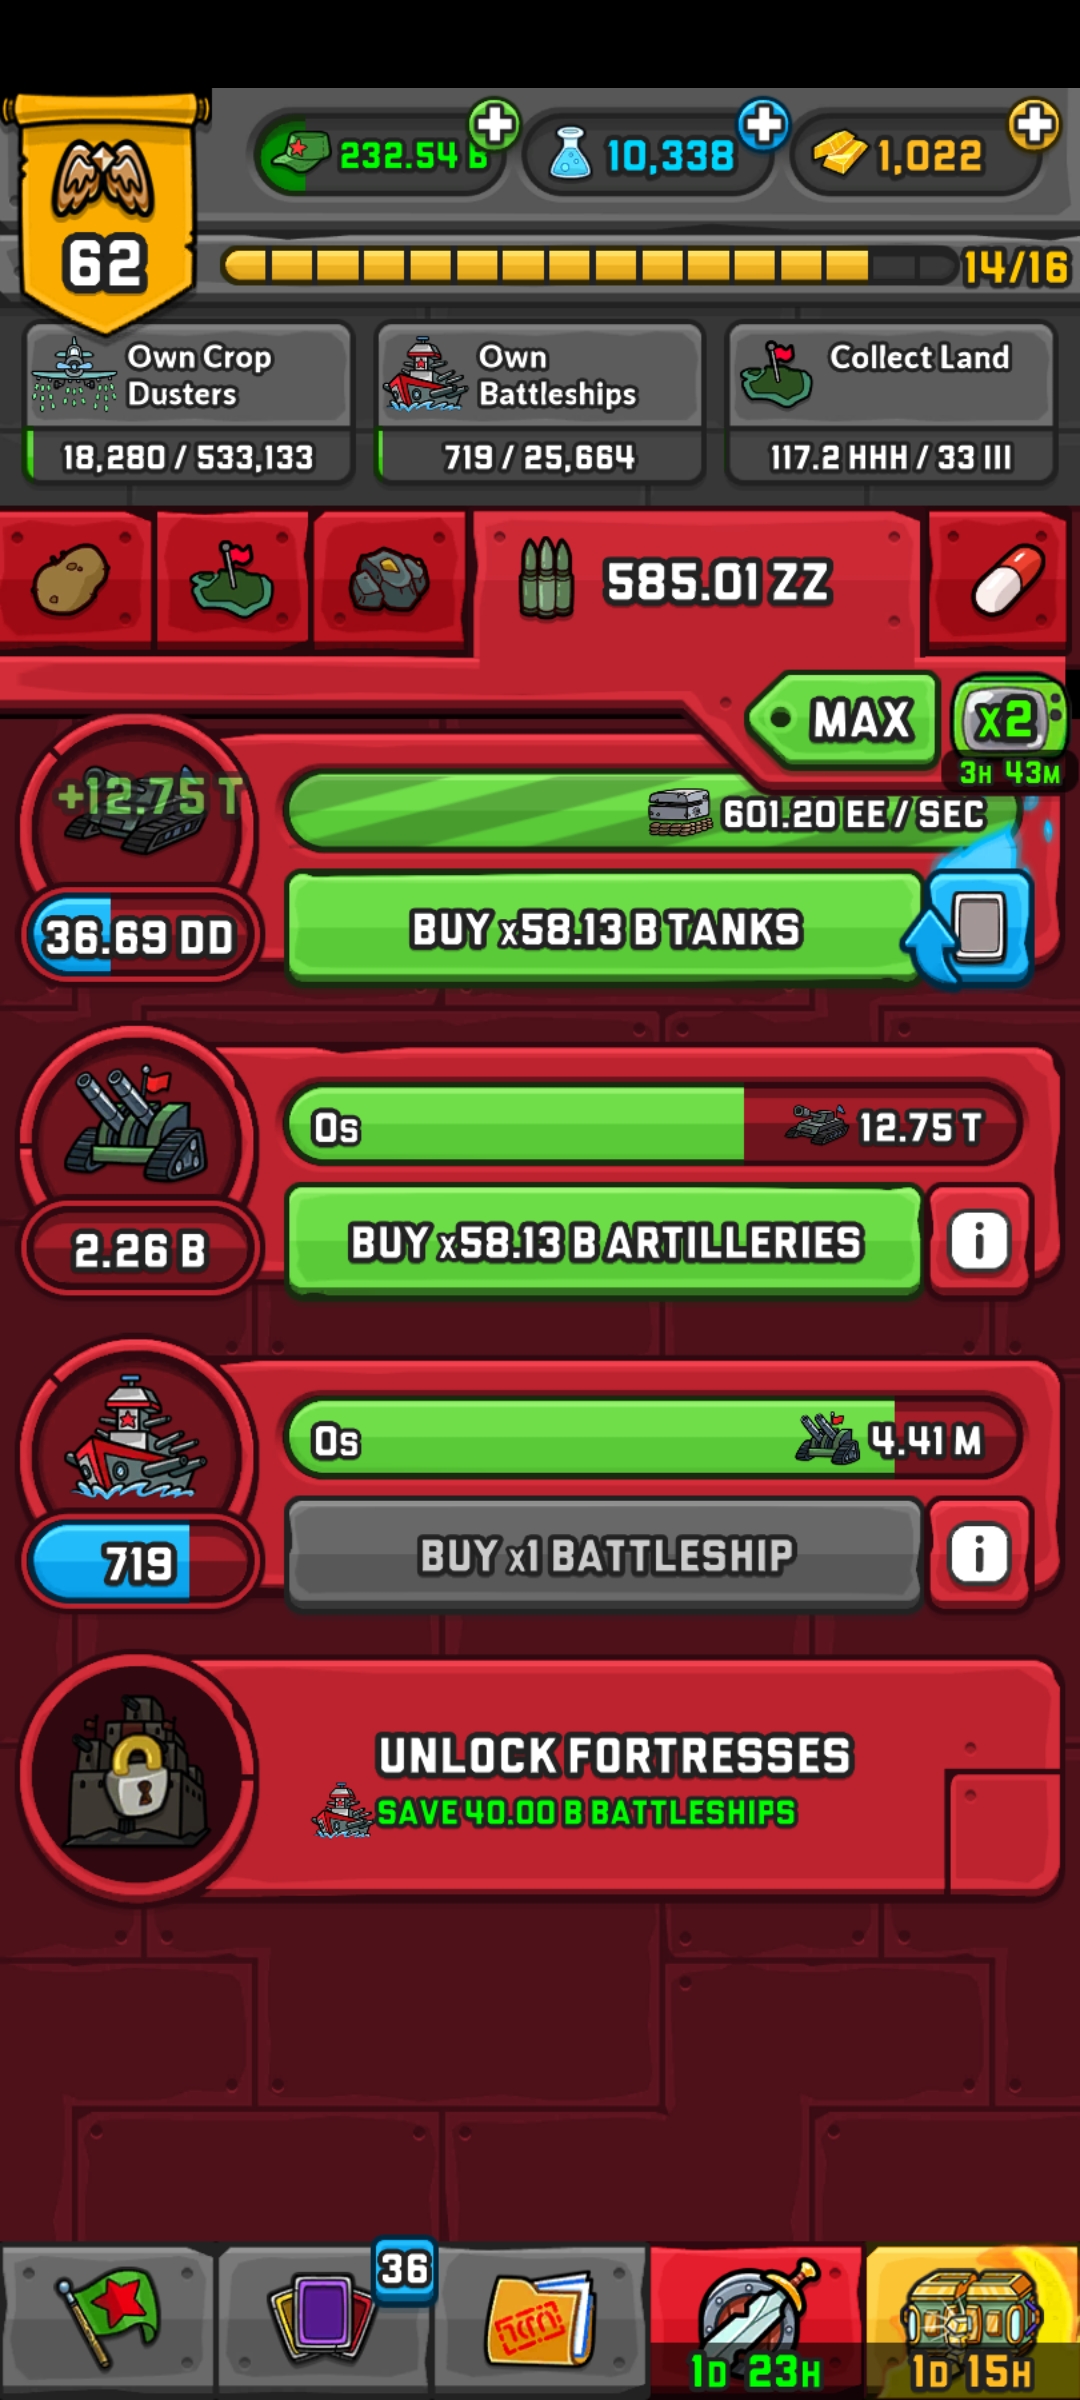 232.54 B
10,338
1,022
62
14/16
Own Crop
Dusters
18,280 / 533,133
Own
Battleships
719 / 25,664
Collect Land
117.2 HHH / 33 III
585.01 ZZ
MAX
x2
3H 43M
+12.75 T
601.20 EE / SEC
36.69 DD
BUY x58.13 B TANKS
0s
12.75 T
2.26 B
BUY x58.13 B ARTILLERIES
i
0s
4.41 M
719
BUY x1 BATTLESHIP
i
UNLOCK FORTRESSES
SAVE 40.00 B BATTLESHIPS
36
1D 23H
1D 15H